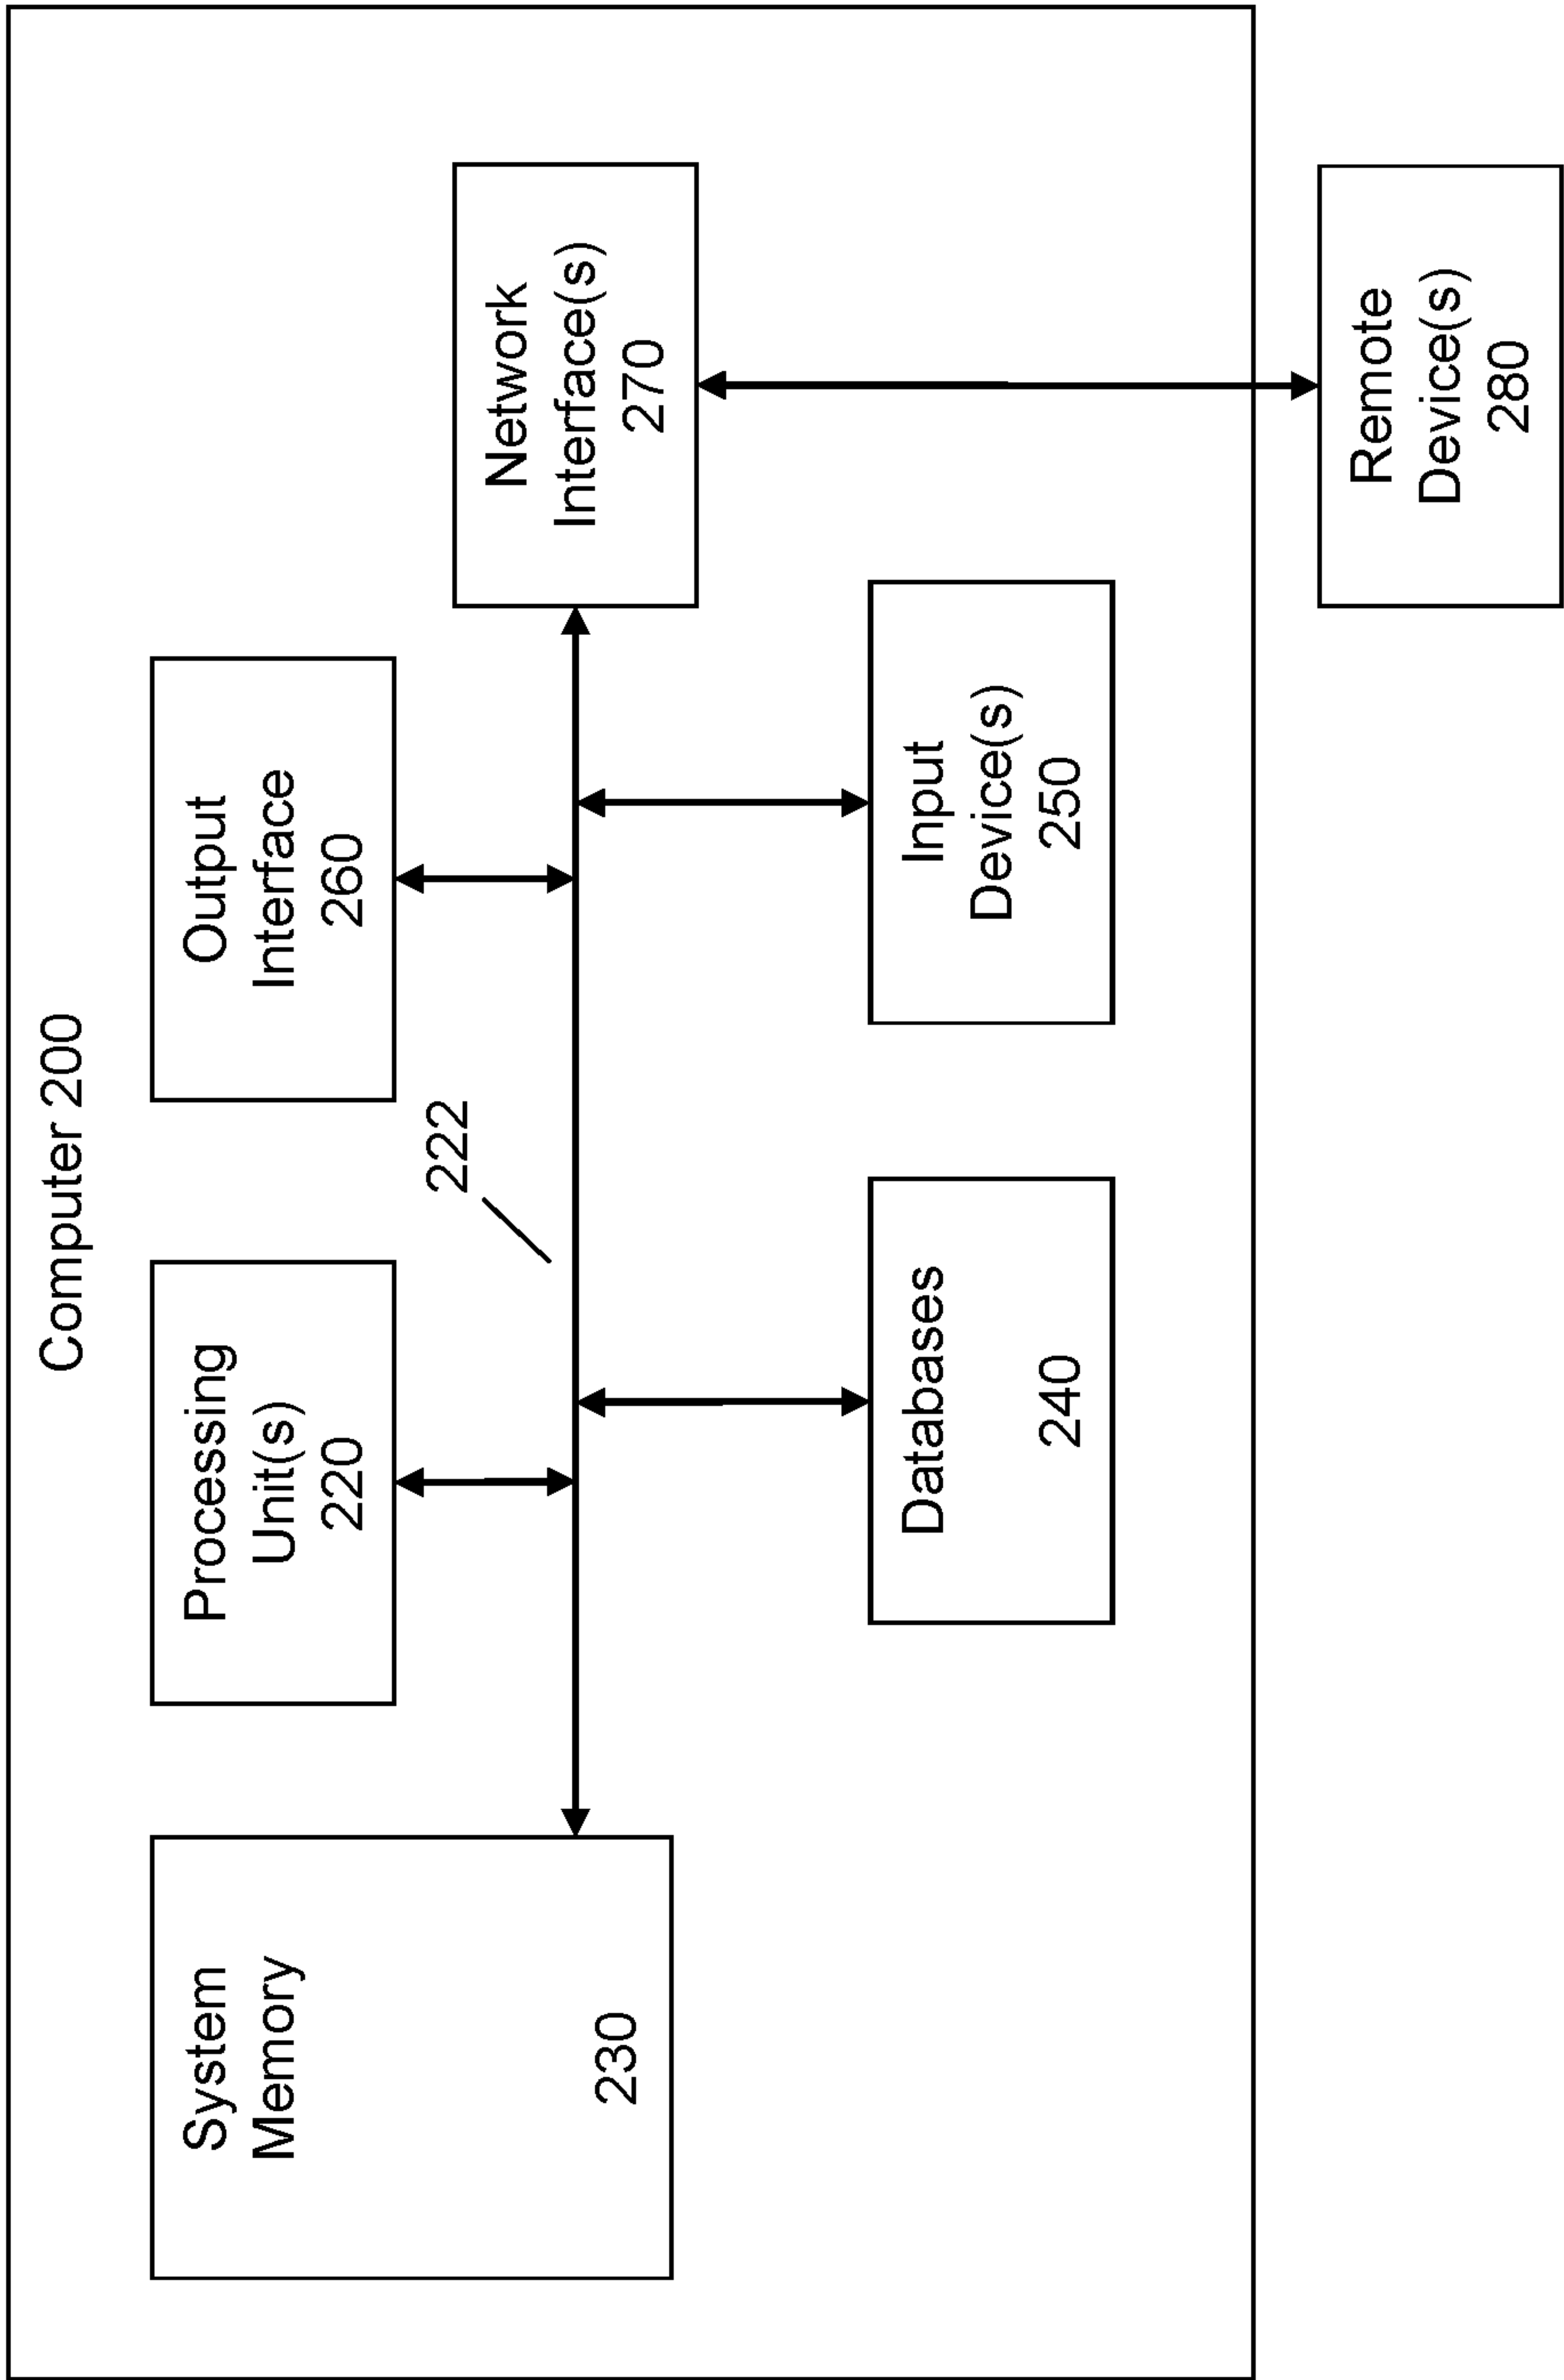 Computer 200
System
Memory
230
Processing
Unit(s)
220
Output
Interface
260
222
Network
Interface(s)
270
Databases
240
Input
Device(s)
250
Remote
Device(s)
280